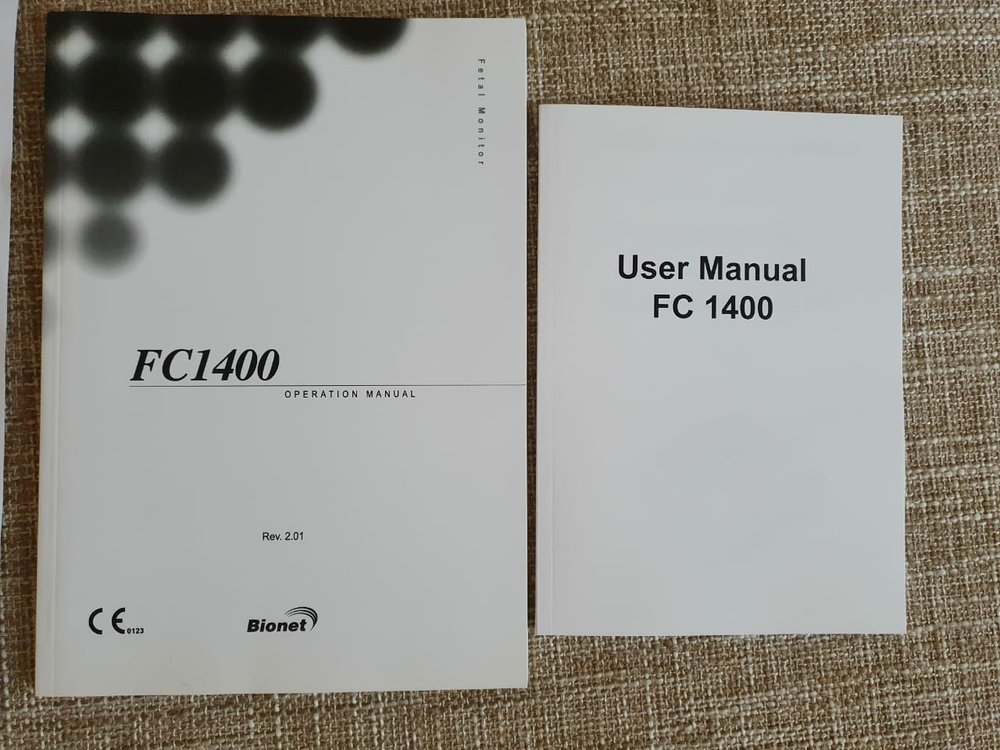 Fetal Monitor
FC1400
OPERATION MANUAL
Rev. 2.01
CE 0123
Bionet
User Manual
FC 1400